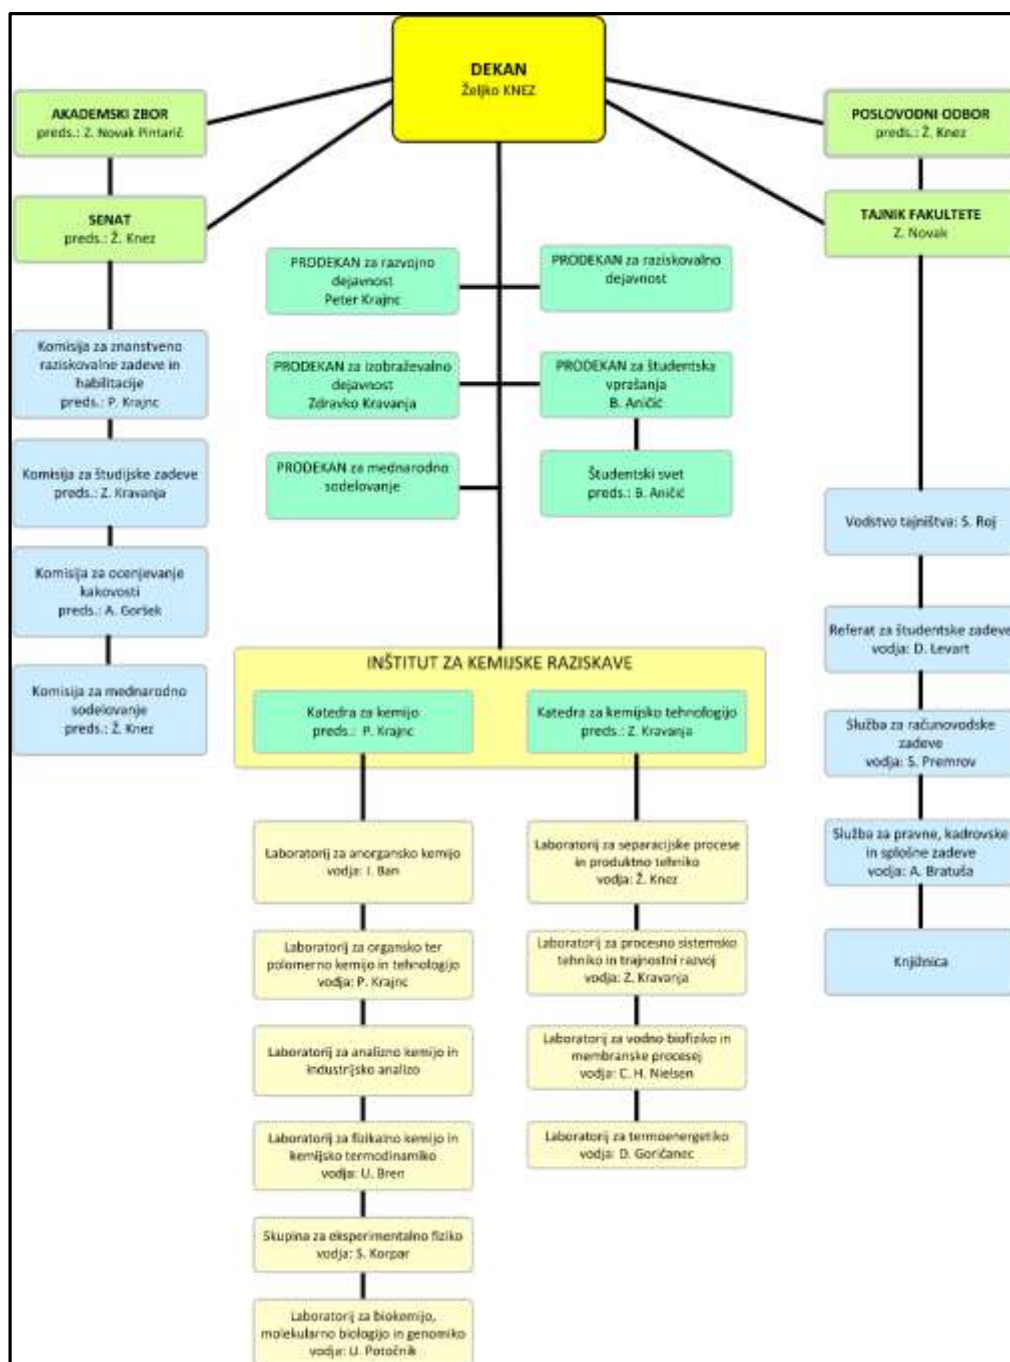 DEKAN
Željko KNEZ
AKADEMSKI ZBOR
preds.: Z. Novak Pintarič
POSLOVODNI ODBOR
preds.: Ž. Knez
SENAT
preds.: Ž. Knez
TAJNIK FAKULTETE
Z. Novak
PRODEKAN za razvojno
dejavnost
Peter Krajnc
PRODEKAN za raziskovalno
dejavnost
PRODEKAN za izobraževalno
dejavnost
Zdravko Kravanja
PRODEKAN za študentska
vprašanja
B. Aničić
PRODEKAN za mednarodno
sodelovanje
Študentski svet
preds.: B. Aničić
Komisija za znanstveno
raziskovalne zadeve in
habilitacije
preds.: P. Krajnc
Komisija za študijske zadeve
preds.: Z. Kravanja
Komisija za ocenjevanje
kakovosti
preds.: A. Goršek
Komisija za mednarodno
sodelovanje
preds.: Ž. Knez
Vodstvo tajništva: S. Roj
Referat za študentske zadeve
vodja: D. Levart
Služba za računovodske
zadeve
vodja: S. Premrov
Služba za pravne, kadrovske
in splošne zadeve
vodja: A. Bratuša
Knjižnica
INŠTITUT ZA KEMIJSKE RAZISKAVE
Katedra za kemijo
preds.: P. Krajnc
Katedra za kemijsko tehnologijo
preds.: Z. Kravanja
Laboratorij za anorgansko kemijo
vodja: I. Ban
Laboratorij za organsko ter
polomerno kemijo in tehnologijo
vodja: P. Krajnc
Laboratorij za analizno kemijo in
industrijsko analizo
Laboratorij za fizikalno kemijo in
kemijsko termodinamiko
vodja: U. Bren
Skupina za eksperimentalno fiziko
vodja: S. Korpar
Laboratorij za biokemijo,
molekularno biologijo in genomiko
vodja: U. Potočnik
Laboratorij za separacijske procese
in produktno tehniko
vodja: Ž. Knez
Laboratorij za procesno sistemsko
tehniko in trajnostni razvoj
vodja: Z. Kravanja
Laboratorij za vodno biofiziko in
membranske procesej
vodja: C. H. Nielsen
Laboratorij za termoenergetiko
vodja: D. Goričanec